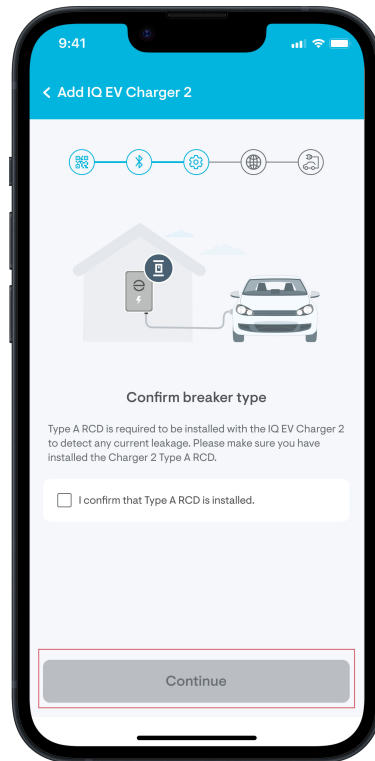 9:41
Add IQ EV Charger 2
Confirm breaker type
Type A RCD is required to be installed with the IQ EV Charger 2
to detect any current leakage. Please make sure you have
installed the Charger 2 Type A RCD.
I confirm that Type A RCD is installed.
Continue